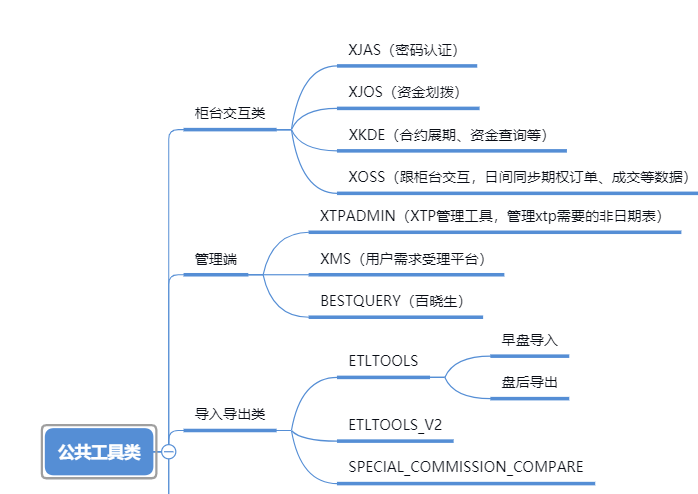 XJAS（密码认证）
XJOS（资金划拨）
柜台交互类
XKDE（合约展期、资金查询等）
XOSS（跟柜台交互，日间同步期权订单、成交等数据）
XTPADMIN（XTP管理工具，管理xtp需要的非日期表）
管理端
XMS（用户需求受理平台）
BESTQUERY（百晓生）
早盘导入
ETLTOOLS
盘后导出
导入导出类
ETLTOOLS_V2
公共工具类
SPECIAL_COMMISSION_COMPARE